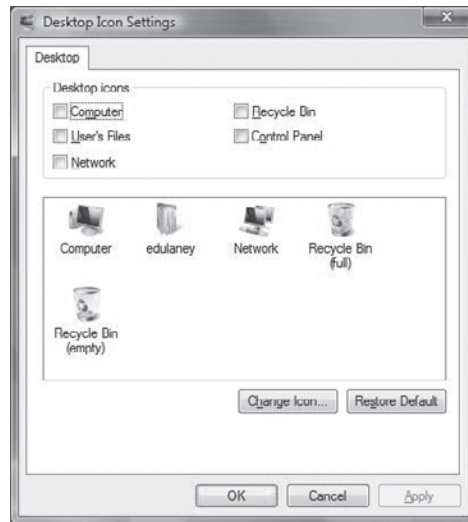 Desktop Icon Settings
Desktop
Desktop icons
Computer
Recycle Bin
User's Files
Control Panel
Network
Computer
edulaney
Network
Recycle Bin
(full)
Recycle Bin
(empty)
Change Icon...
Restore Default
OK
Cancel
Apply